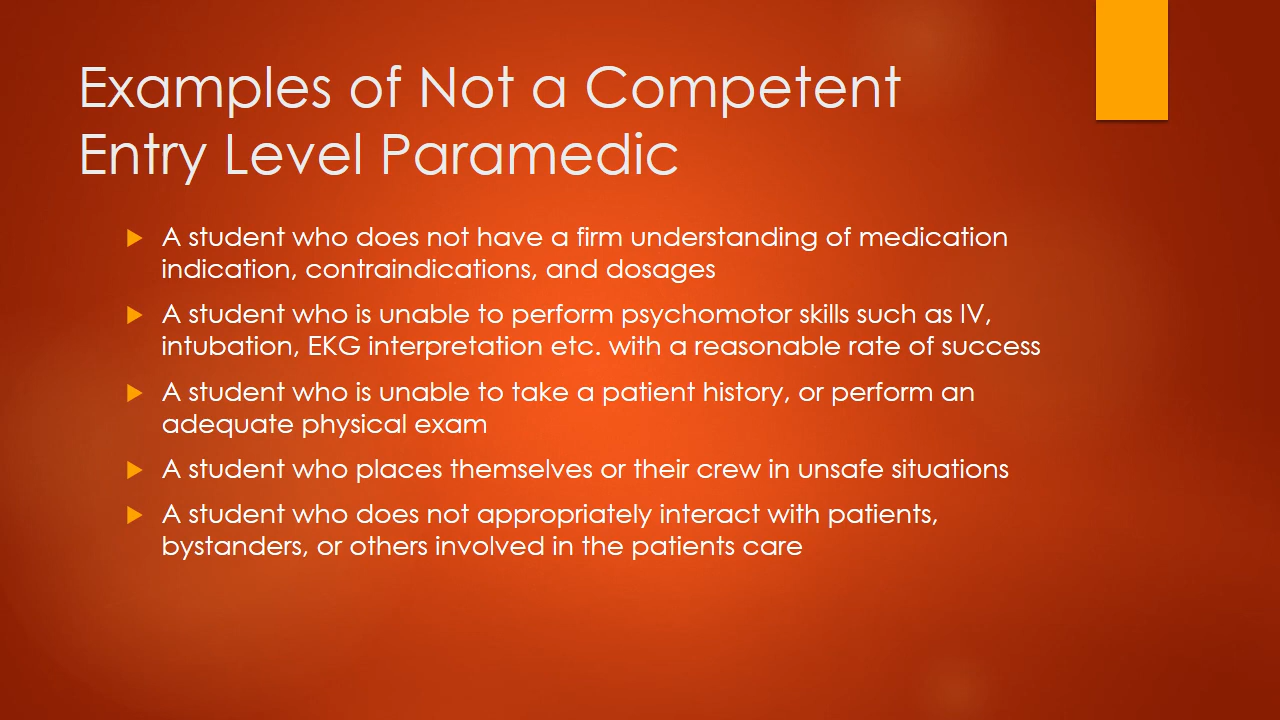 Examples of Not a Competent
Entry Level Paramedic
A student who does not have a firm understanding of medication
indication, contraindications, and dosages
A student who is unable to perform psychomotor skills such as IV,
intubation, EKG interpretation etc. with a reasonable rate of success
A student who is unable to take a patient history, or perform an
adequate physical exam
A student who places themselves or their crew in unsafe situations
A student who does not appropriately interact with patients,
bystanders, or others involved in the patients care